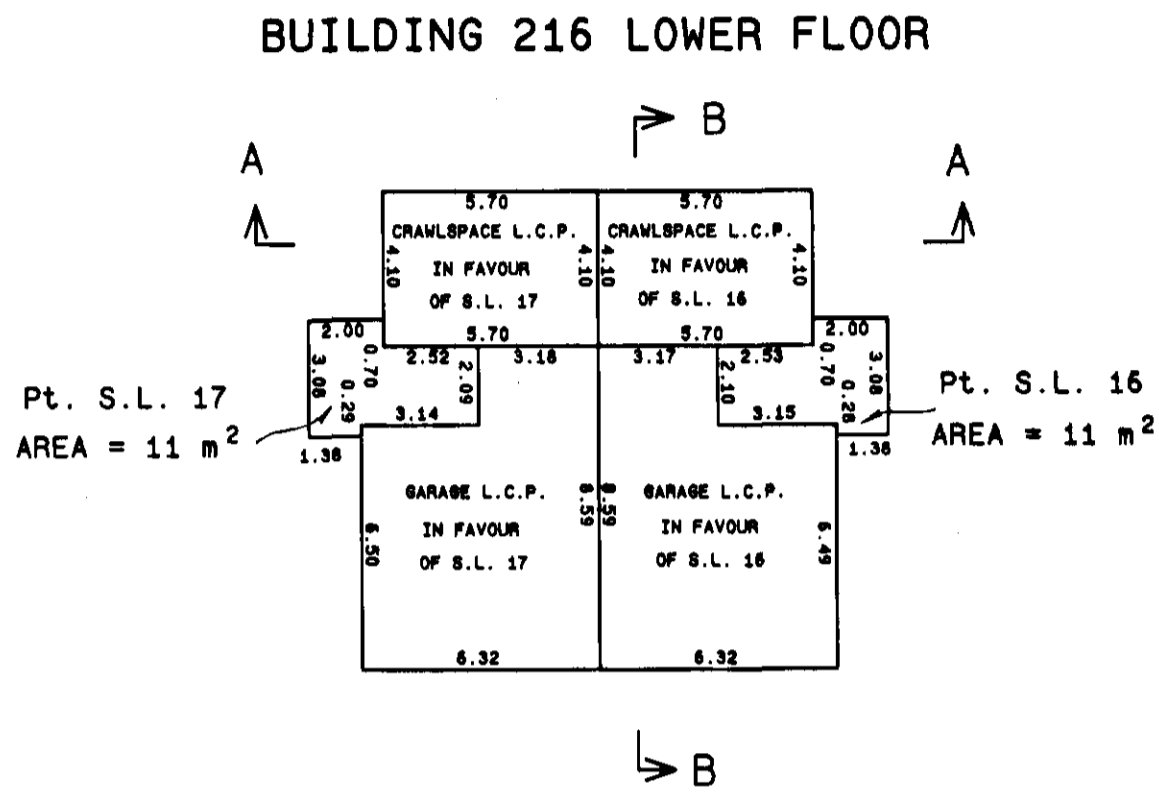 BUILDING 216 LOWER FLOOR
B
A
A
5.70
5.70
CRAWLSPACE L.C.P.
IN FAVOUR
OF S.L. 17
CRAWLSPACE L.C.P.
IN FAVOUR
OF S.L. 16
4.10
4.10
4.10
4.10
5.70
5.70
2.00
2.00
2.52
3.18
3.17
2.53
3.08
0.70
0.29
2.09
2.10
0.70
0.28
3.08
3.14
3.15
Pt. S.L. 17
AREA = 11 m²
Pt. S.L. 16
AREA = 11 m²
1.38
1.38
GARAGE L.C.P.
IN FAVOUR
OF S.L. 17
GARAGE L.C.P.
IN FAVOUR
OF S.L. 16
6.50
8.59
8.59
6.49
6.32
6.32
B